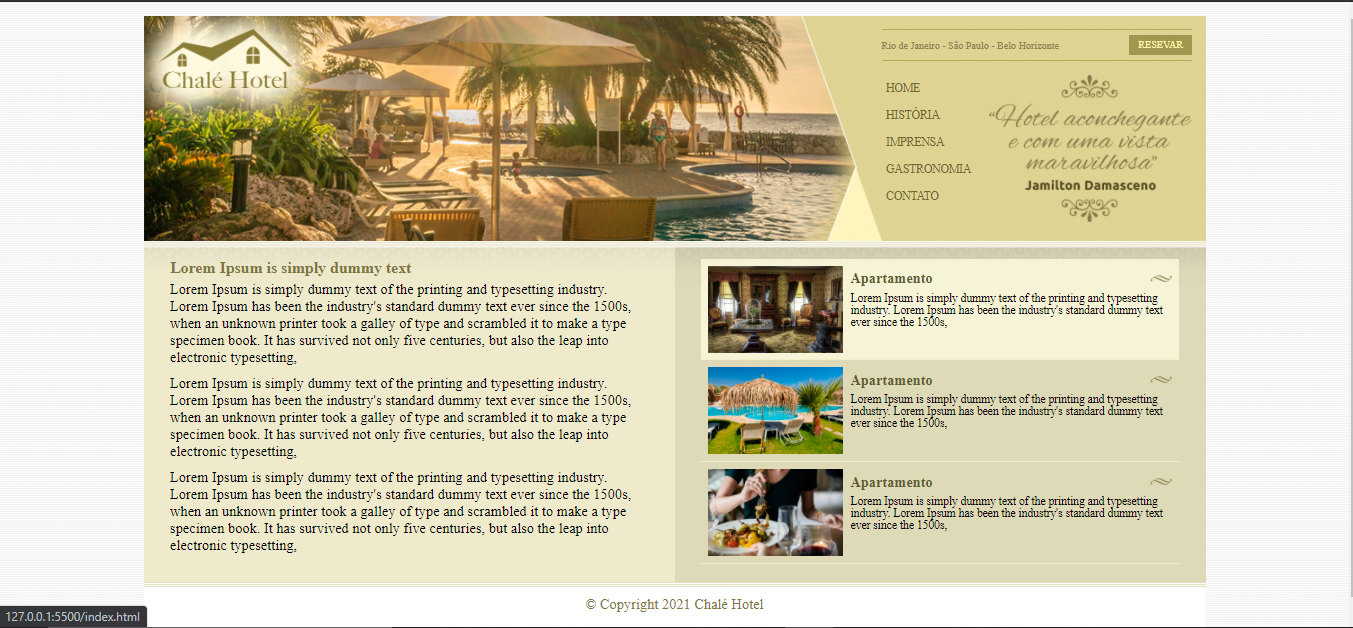 Chalé Hotel
Rio de Janeiro - São Paulo - Belo Horizonte
RESEVAR
HOME
HISTÓRIA
IMPRENSA
GASTRONOMIA
CONTATO
“Hotel aconchegante
e com uma vista
maravilhosa”
Jamilton Damasceno
Lorem Ipsum is simply dummy text
Lorem Ipsum is simply dummy text of the printing and typesetting industry.
Lorem Ipsum has been the industry's standard dummy text ever since the 1500s,
when an unknown printer took a galley of type and scrambled it to make a type
specimen book. It has survived not only five centuries, but also the leap into
electronic typesetting,
Lorem Ipsum is simply dummy text of the printing and typesetting industry.
Lorem Ipsum has been the industry's standard dummy text ever since the 1500s,
when an unknown printer took a galley of type and scrambled it to make a type
specimen book. It has survived not only five centuries, but also the leap into
electronic typesetting,
Lorem Ipsum is simply dummy text of the printing and typesetting industry.
Lorem Ipsum has been the industry's standard dummy text ever since the 1500s,
when an unknown printer took a galley of type and scrambled it to make a type
specimen book. It has survived not only five centuries, but also the leap into
electronic typesetting,
Apartamento
Lorem Ipsum is simply dummy text of the printing and typesetting
industry. Lorem Ipsum has been the industry's standard dummy text
ever since the 1500s,
Apartamento
Lorem Ipsum is simply dummy text of the printing and typesetting
industry. Lorem Ipsum has been the industry's standard dummy text
ever since the 1500s,
Apartamento
Lorem Ipsum is simply dummy text of the printing and typesetting
industry. Lorem Ipsum has been the industry's standard dummy text
ever since the 1500s,
© Copyright 2021 Chalé Hotel
127.0.0.1:5500/index.html